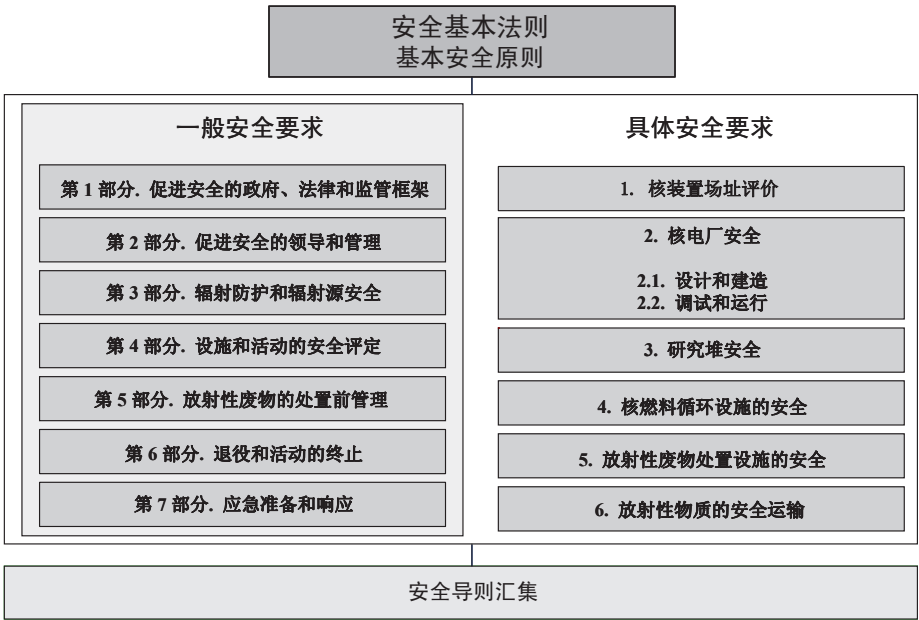 安全基本法则
基本安全原则
一般安全要求
第 1 部分. 促进安全的政府、法律和监管框架
第 2 部分. 促进安全的领导和管理
第 3 部分. 辐射防护和辐射源安全
第 4 部分. 设施和活动的安全评定
第 5 部分. 放射性废物的处置前管理
第 6 部分. 退役和活动的终止
第 7 部分. 应急准备和响应
具体安全要求
1. 核装置场址评价
2. 核电厂安全
2.1. 设计和建造
2.2. 调试和运行
3. 研究堆安全
4. 核燃料循环设施的安全
5. 放射性废物处置设施的安全
6. 放射性物质的安全运输
安全导则汇集